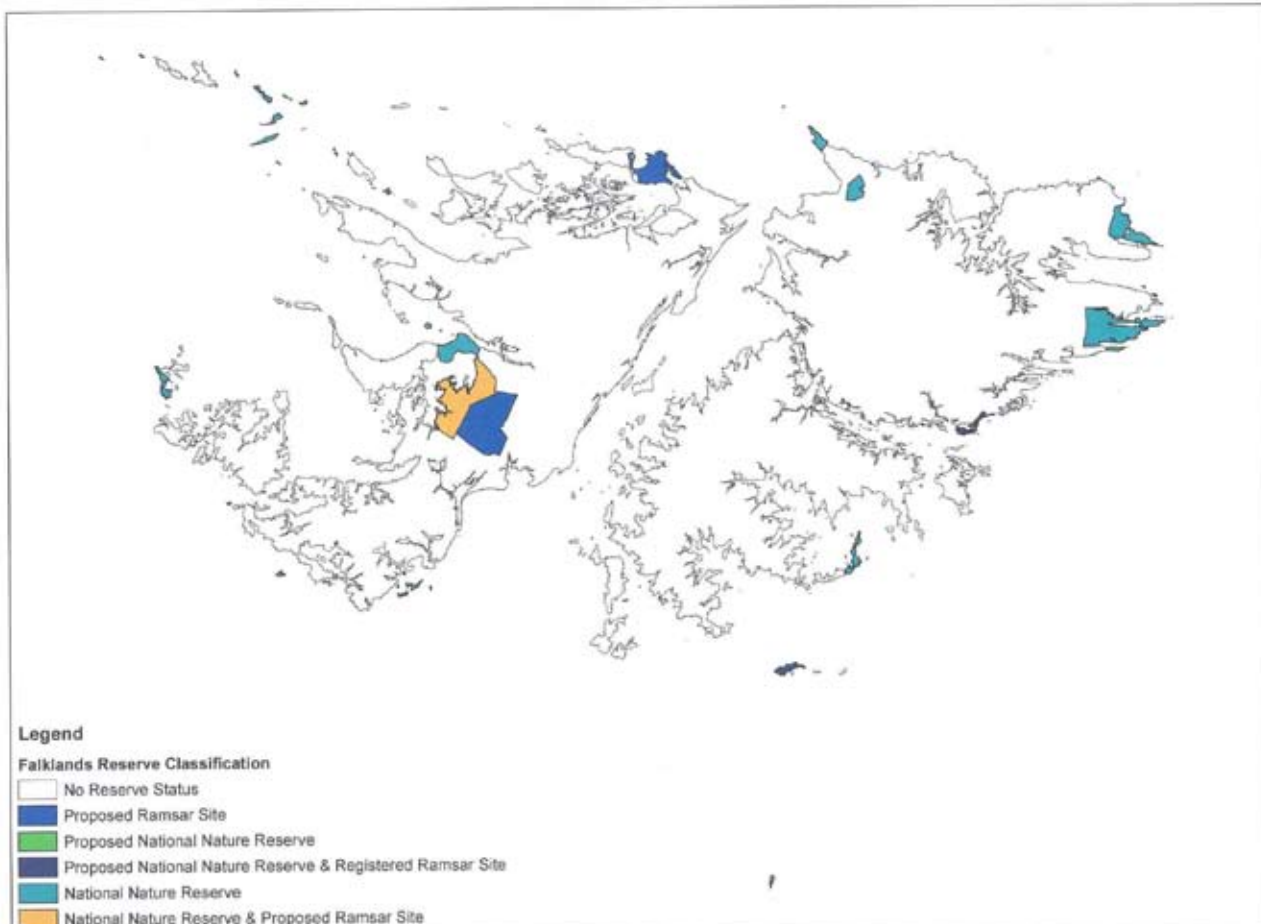 Legend
Falklands Reserve Classification
No Reserve Status
Proposed Ramsar Site
Proposed National Nature Reserve
Proposed National Nature Reserve & Registered Ramsar Site
National Nature Reserve
National Nature Reserve & Proposed Ramsar Site